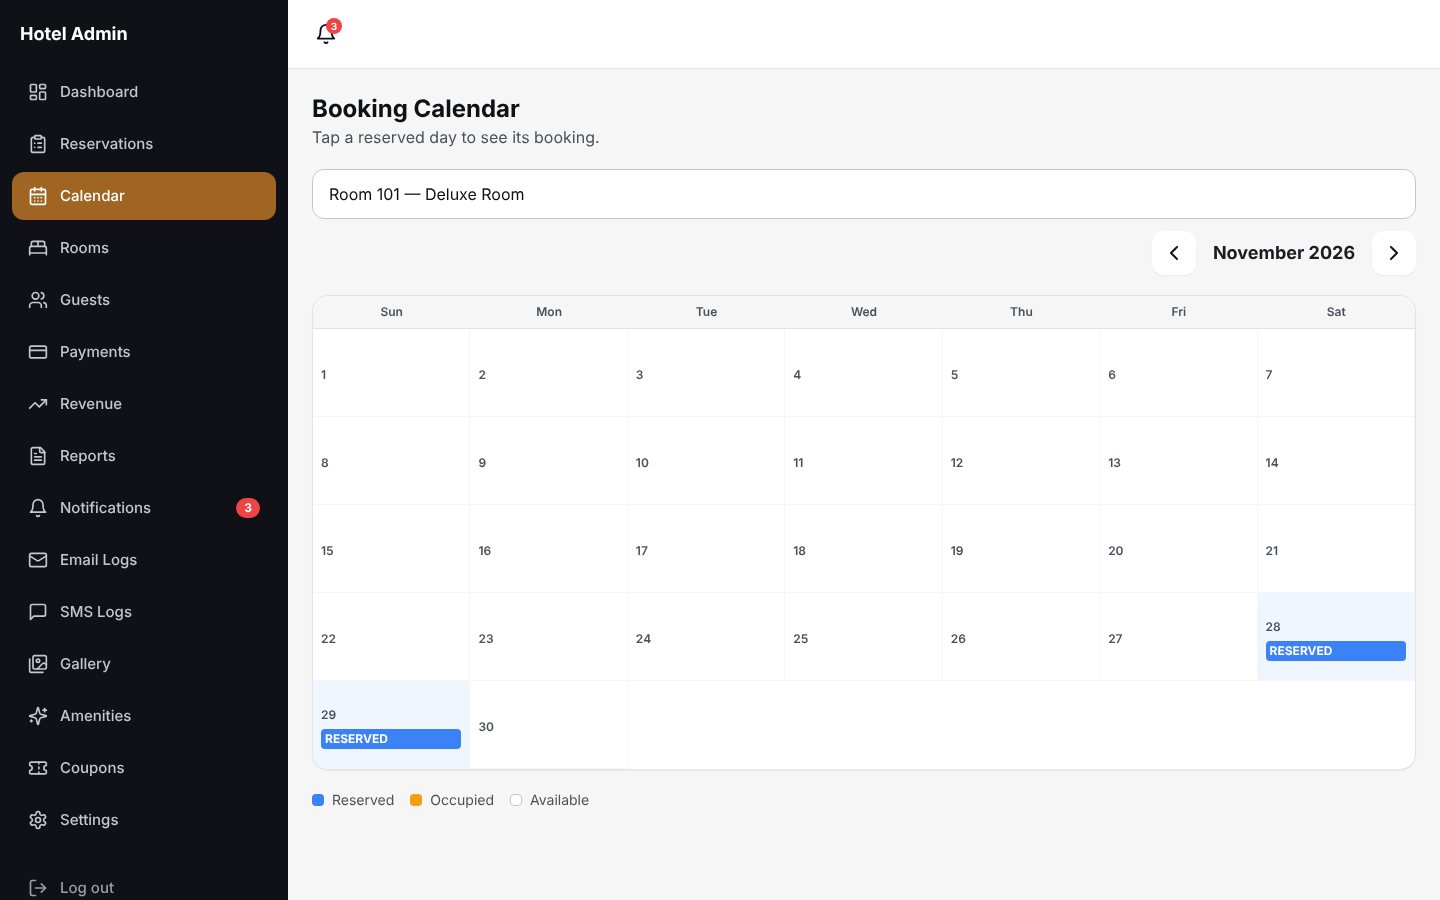 Hotel Admin
3
Dashboard
Reservations
Calendar
Rooms
Guests
Payments
Revenue
Reports
Notifications 3
Email Logs
SMS Logs
Gallery
Amenities
Coupons
Settings
Log out
Booking Calendar
Tap a reserved day to see its booking.
Room 101 — Deluxe Room
November 2026
Sun Mon Tue Wed Thu Fri Sat
1 2 3 4 5 6 7
8 9 10 11 12 13 14
15 16 17 18 19 20 21
22 23 24 25 26 27 28
RESERVED
29 30
RESERVED
Reserved Occupied Available